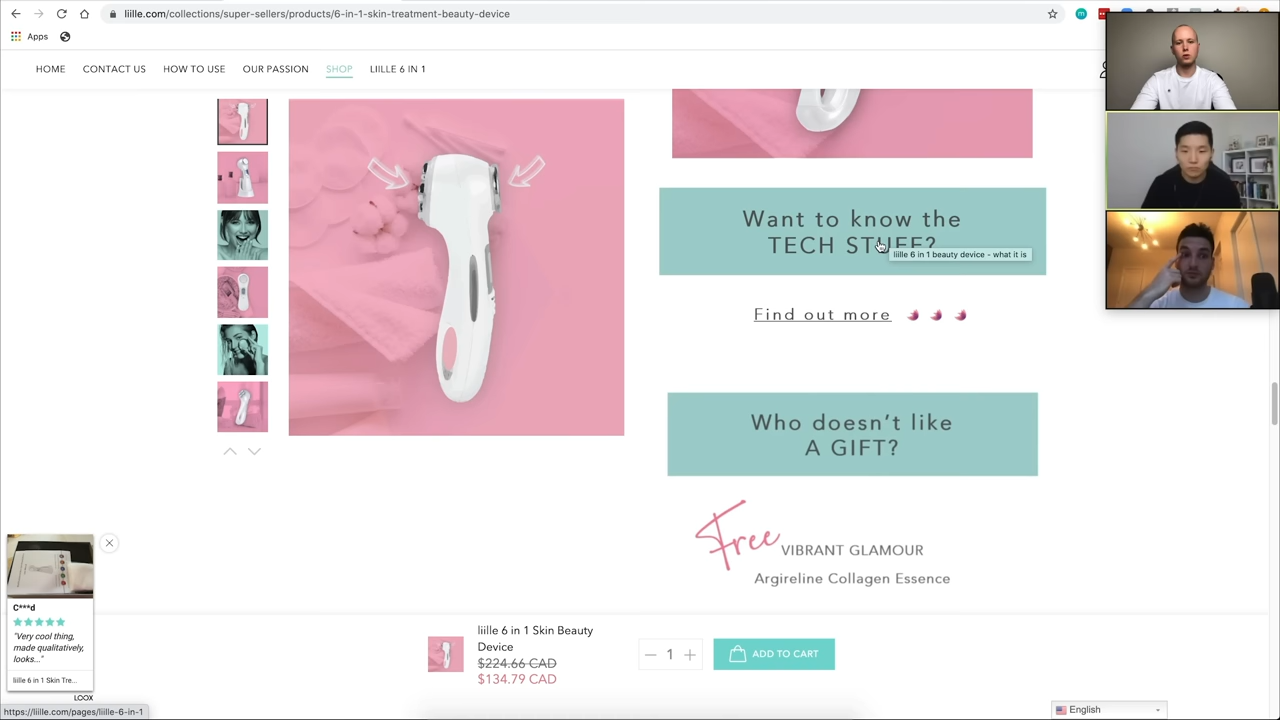 liille.com/collections/super-sellers/products/6-in-1-skin-treatment-beauty-device
Apps
HOME
CONTACT US
HOW TO USE
OUR PASSION
SHOP
LIILLE 6 IN 1
Want to know the
TECH STUFF?
liille 6 in 1 beauty device - what it is
Find out more
Who doesn't like
A GIFT?
Free
VIBRANT GLAMOUR
Argireline Collagen Essence
C***d
"Very cool thing,
made qualitatively,
looks..."
liille 6 in 1 Skin Tre...
LOOX
liille 6 in 1 Skin Beauty
Device
$224.66 CAD
$134.79 CAD
1
ADD TO CART
https://liille.com/pages/liille-6-in-1
English